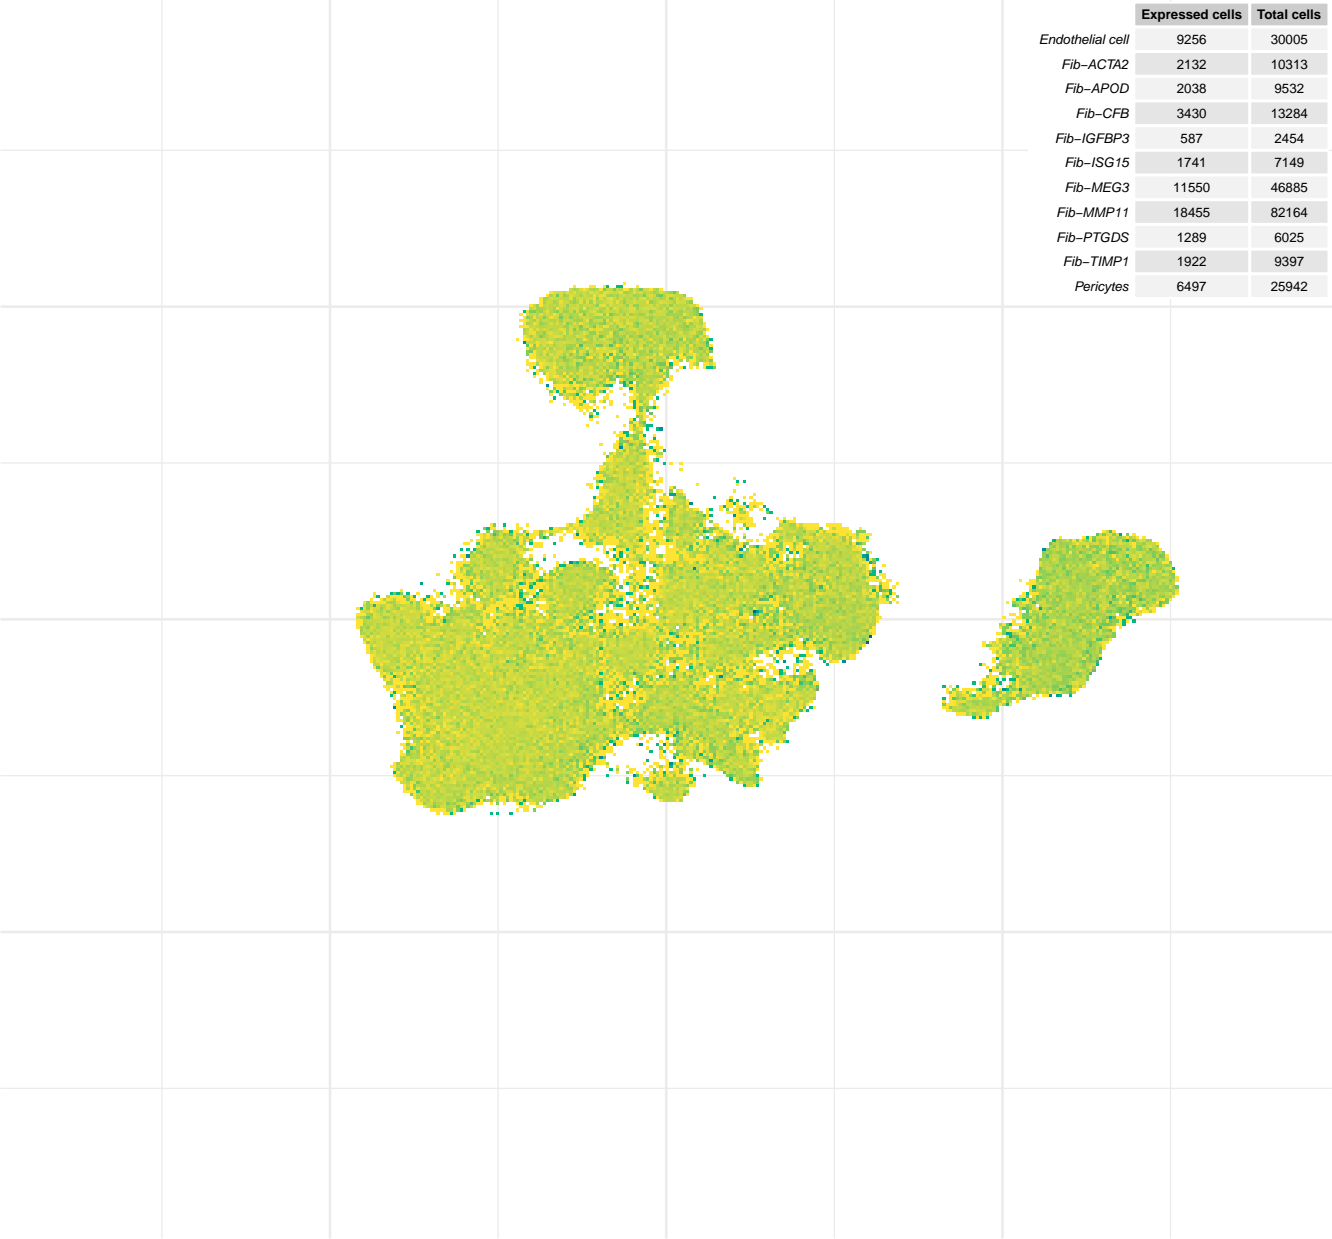 Expressed cells Total cells
Endothelial cell 9256 30005
Fib−ACTA2 2132 10313
Fib−APOD 2038 9532
Fib−CFB 3430 13284
Fib−IGFBP3 587 2454
Fib−ISG15 1741 7149
Fib−MEG3 11550 46885
Fib−MMP11 18455 82164
Fib−PTGDS 1289 6025
Fib−TIMP1 1922 9397
Pericytes 6497 25942